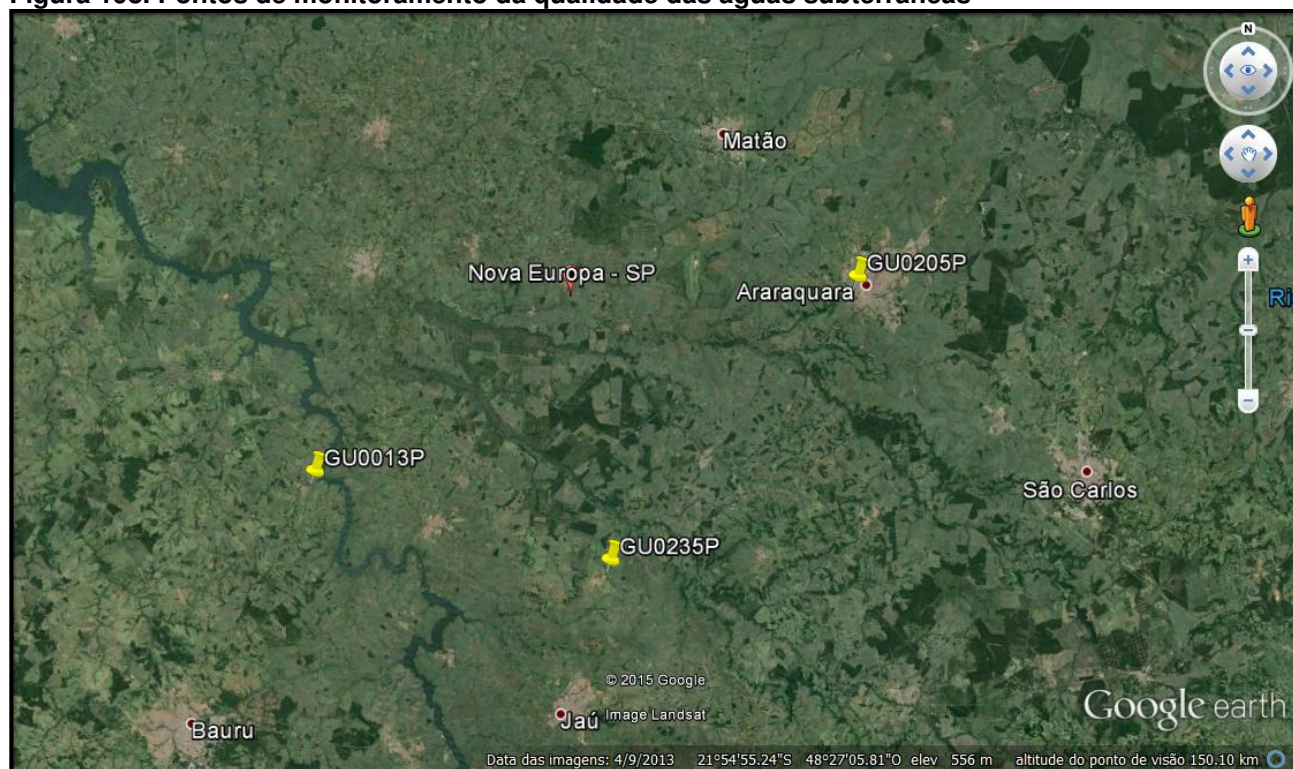 Figura 108. Pontos de monitoramento da qualidade das águas subterrâneas
N
Matão
GU0205P
Nova Europa - SP
Araraquara
GU0013P
São Carlos
GU0235P
© 2015 Google
Jaú
Image Landsat
Bauru
Google earth
Data das imagens: 4/9/2013 21°54'55.24"S 48°27'05.81"O elev 556 m altitude do ponto de visão 150.10 km